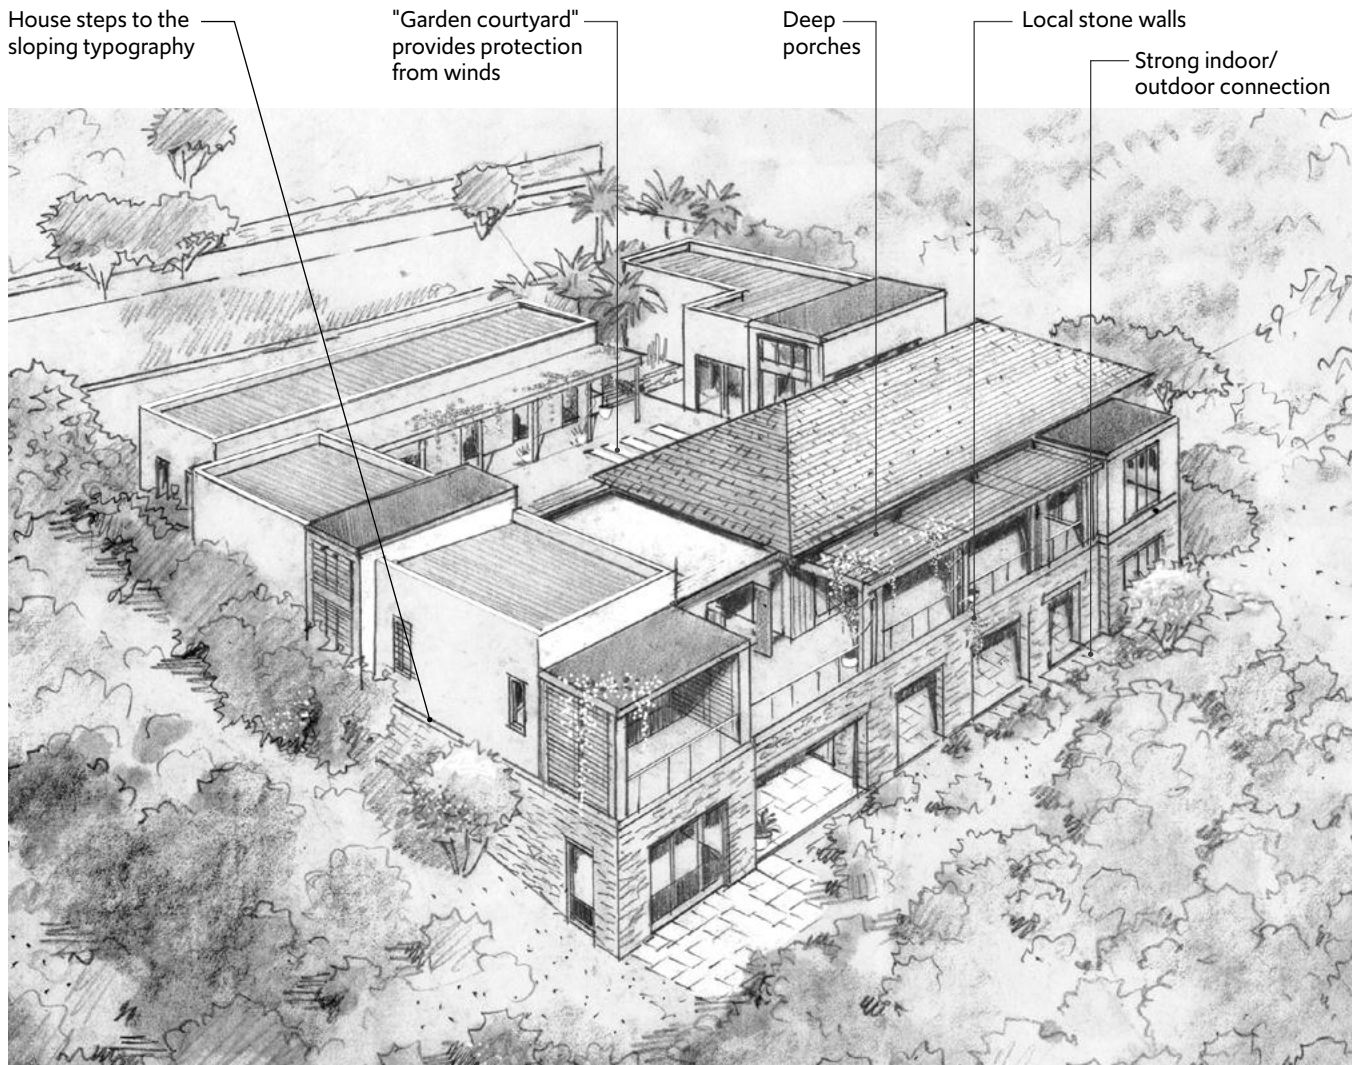 House steps to the
sloping typography
"Garden courtyard"
provides protection
from winds
Deep
porches
Local stone walls
Strong indoor/
outdoor connection